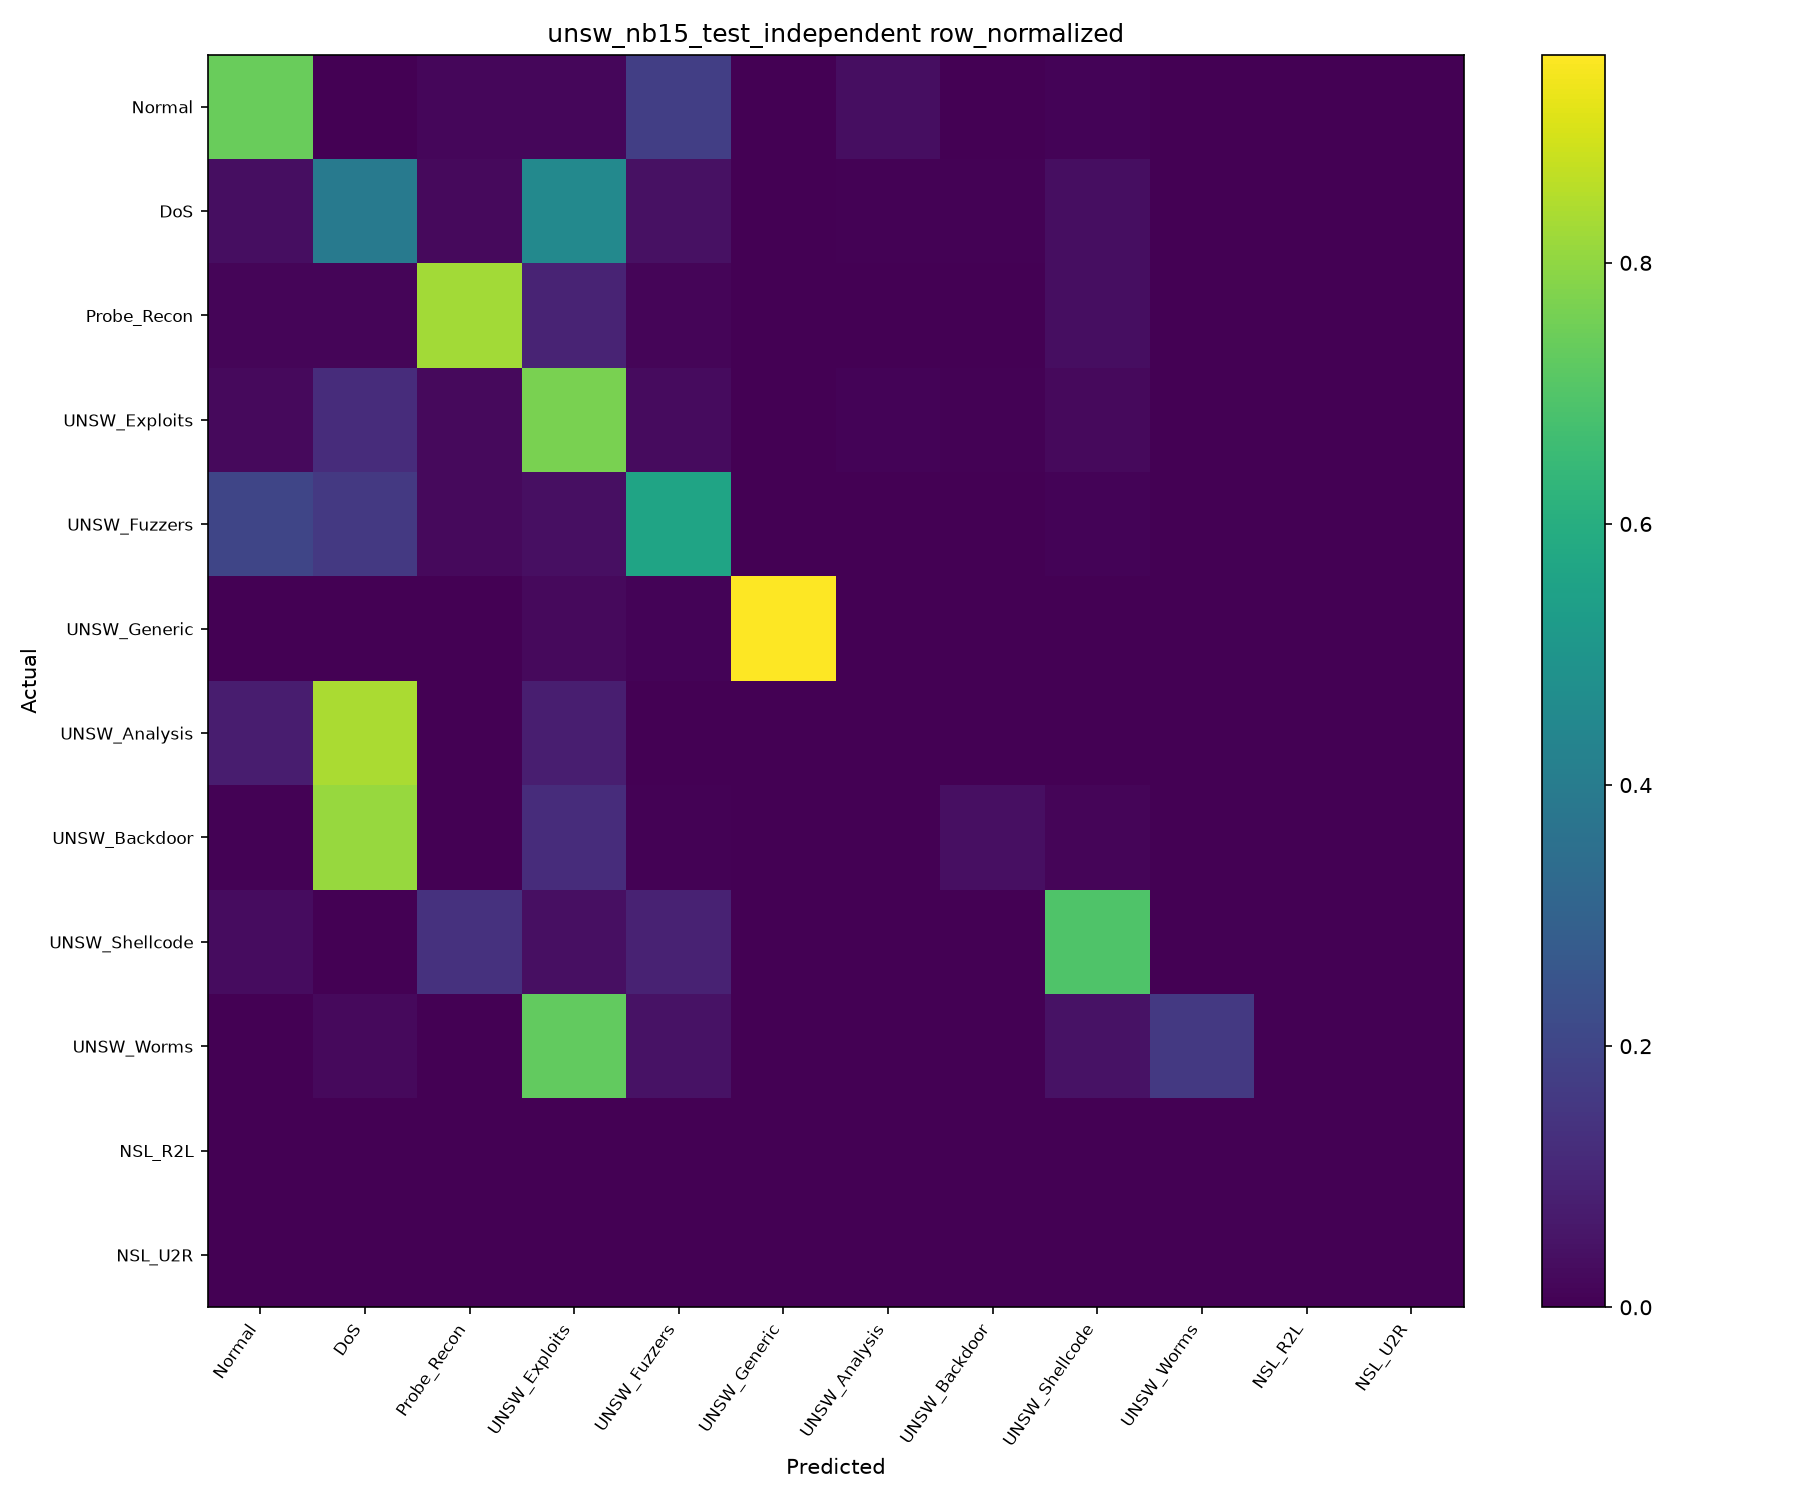 unsw_nb15_test_independent row_normalized
Actual
Normal
DoS
Probe_Recon
UNSW_Exploits
UNSW_Fuzzers
UNSW_Generic
UNSW_Analysis
UNSW_Backdoor
UNSW_Shellcode
UNSW_Worms
NSL_R2L
NSL_U2R
Normal
DoS
Probe_Recon
UNSW_Exploits
UNSW_Fuzzers
UNSW_Generic
UNSW_Analysis
UNSW_Backdoor
UNSW_Shellcode
UNSW_Worms
NSL_R2L
NSL_U2R
Predicted
0.8
0.6
0.4
0.2
0.0